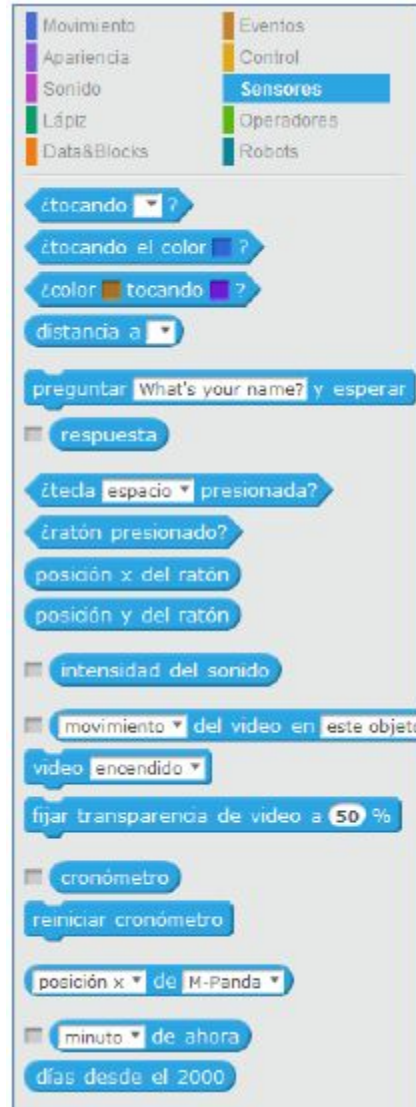 Movimiento Eventos
Apariencia Control
Sonido Sensores
Lápiz Operadores
Data&Blocks Robots
¿tocando ?
¿tocando el color ?
¿color tocando ?
distancia a
preguntar What's your name? y esperar
respuesta
¿tecla espacio presionada?
¿ratón presionado?
posición x del ratón
posición y del ratón
intensidad del sonido
movimiento del video en este objeto
video encendido
fijar transparencia de video a 50 %
cronómetro
reiniciar cronómetro
posición x de M-Panda
minuto de ahora
días desde el 2000